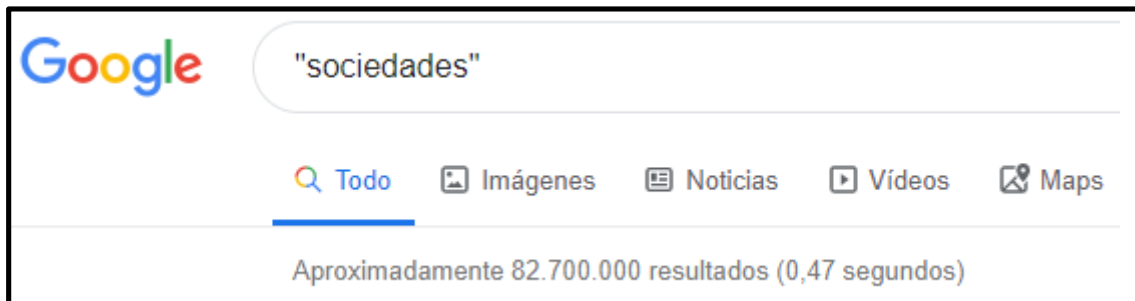 Google "sociedades"
Todo Imágenes Noticias Vídeos Maps
Aproximadamente 82.700.000 resultados (0,47 segundos)